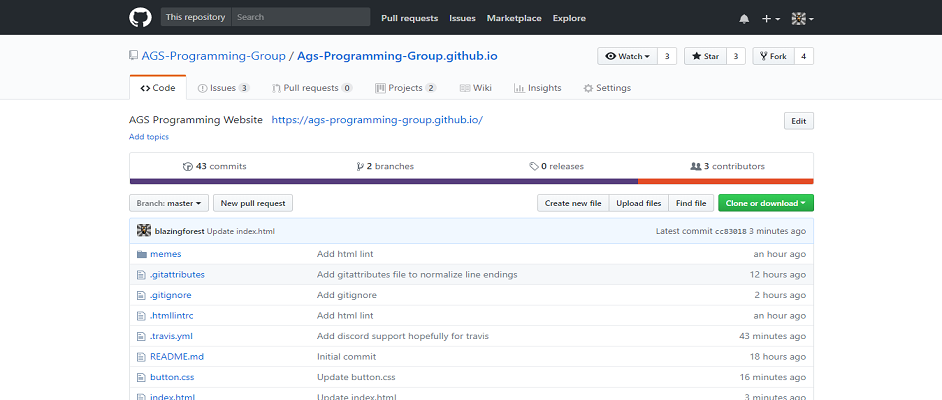 This repository Search Pull requests Issues Marketplace Explore
AGS-Programming-Group / Ags-Programming-Group.github.io Watch 3 Star 3 Fork 4
Code Issues 3 Pull requests 0 Projects 2 Wiki Insights Settings
AGS Programming Website https://ags-programming-group.github.io/ Edit
Add topics
43 commits 2 branches 0 releases 3 contributors
Branch: master New pull request Create new file Upload files Find file Clone or download
blazingforest Update index.html Latest commit cc83018 3 minutes ago
memes Add html lint an hour ago
.gitattributes Add gitattributes file to normalize line endings 12 hours ago
.gitignore Add gitignore 2 hours ago
.htmllintrc Add html lint an hour ago
.travis.yml Add discord support hopefully for travis 43 minutes ago
README.md Initial commit 18 hours ago
button.css Update button.css 16 minutes ago
index.html Update index.html 3 minutes ago